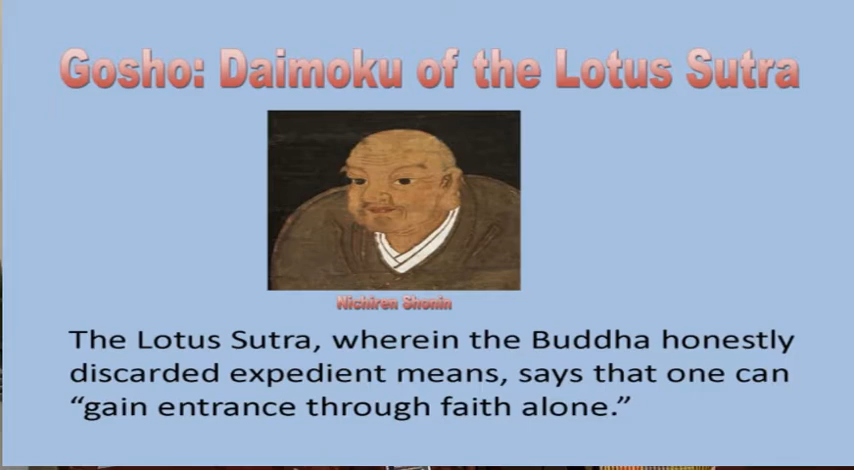 Gosho: Daimoku of the Lotus Sutra
Nichiren Shonin
The Lotus Sutra, wherein the Buddha honestly
discarded expedient means, says that one can
“gain entrance through faith alone.”